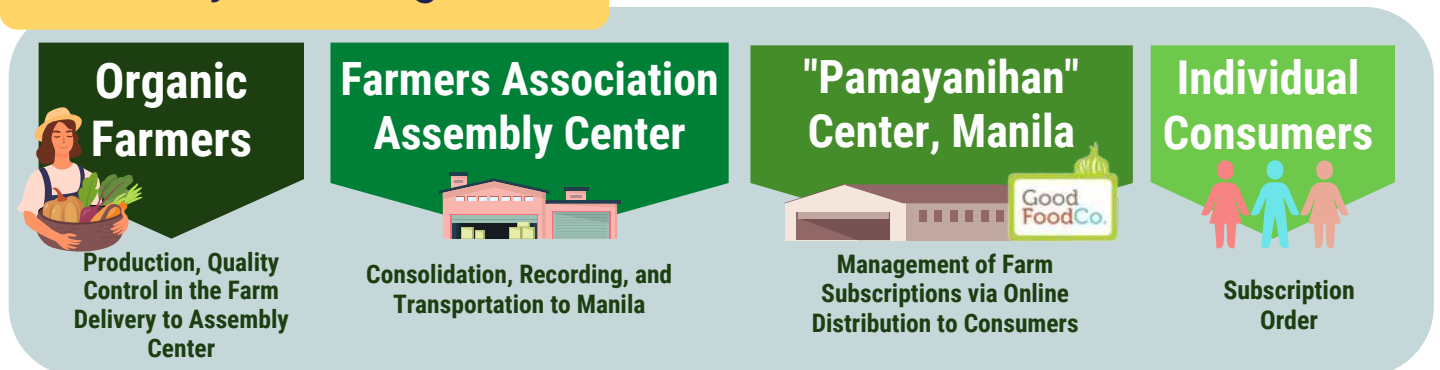 Organic
Farmers
Production, Quality
Control in the Farm
Delivery to Assembly
Center
Farmers Association
Assembly Center
Consolidation, Recording, and
Transportation to Manila
"Pamayanihan"
Center, Manila
Good
FoodCo.
Management of Farm
Subscriptions via Online
Distribution to Consumers
Individual
Consumers
Subscription
Order